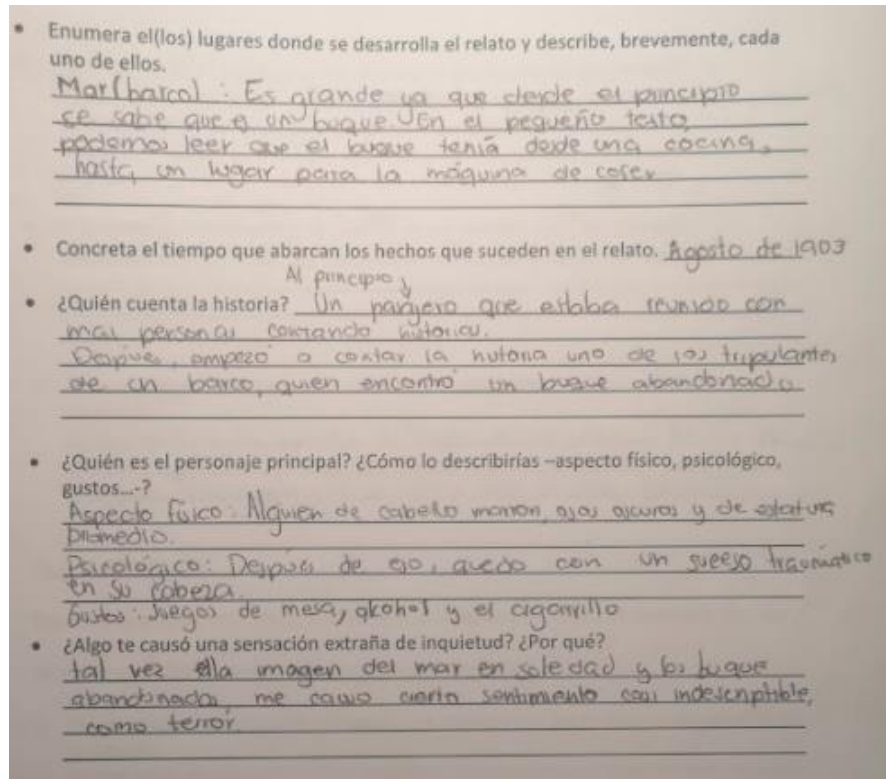 • Enumera el(los) lugares donde se desarrolla el relato y describe, brevemente, cada
uno de ellos.
Mar(barco) : Es grande ya que desde el principio
se sabe que es un buque. En el pequeño texto,
podemos leer que el buque tenía desde una cocina,
hasta, un lugar para la máquina de coser
• Concreta el tiempo que abarcan los hechos que suceden en el relato. Agosto de 1903
Al principio
• ¿Quién cuenta la historia? Un pasajero que estaba reunido con
mas personas contando historias.
Despues, empezó a contar la historia uno de los tripulantes
de un barco, quien encontró un buque abandonado
• ¿Quién es el personaje principal? ¿Cómo lo describirías –aspecto físico, psicológico,
gustos...-?
Aspecto físico: Alguien de cabello marron, ojos oscuros y de estatura
promedio.
Psicológico: Despues de eso, quedo con un suceso traumático
en su cabeza
Gustos: Juegos de mesa, alcohol y el cigarrillo
• ¿Algo te causó una sensación extraña de inquietud? ¿Por qué?
tal vez la imagen del mar en soledad y los buque
abandonados, me causo cierto sentimiento casi indescriptible,
como terror